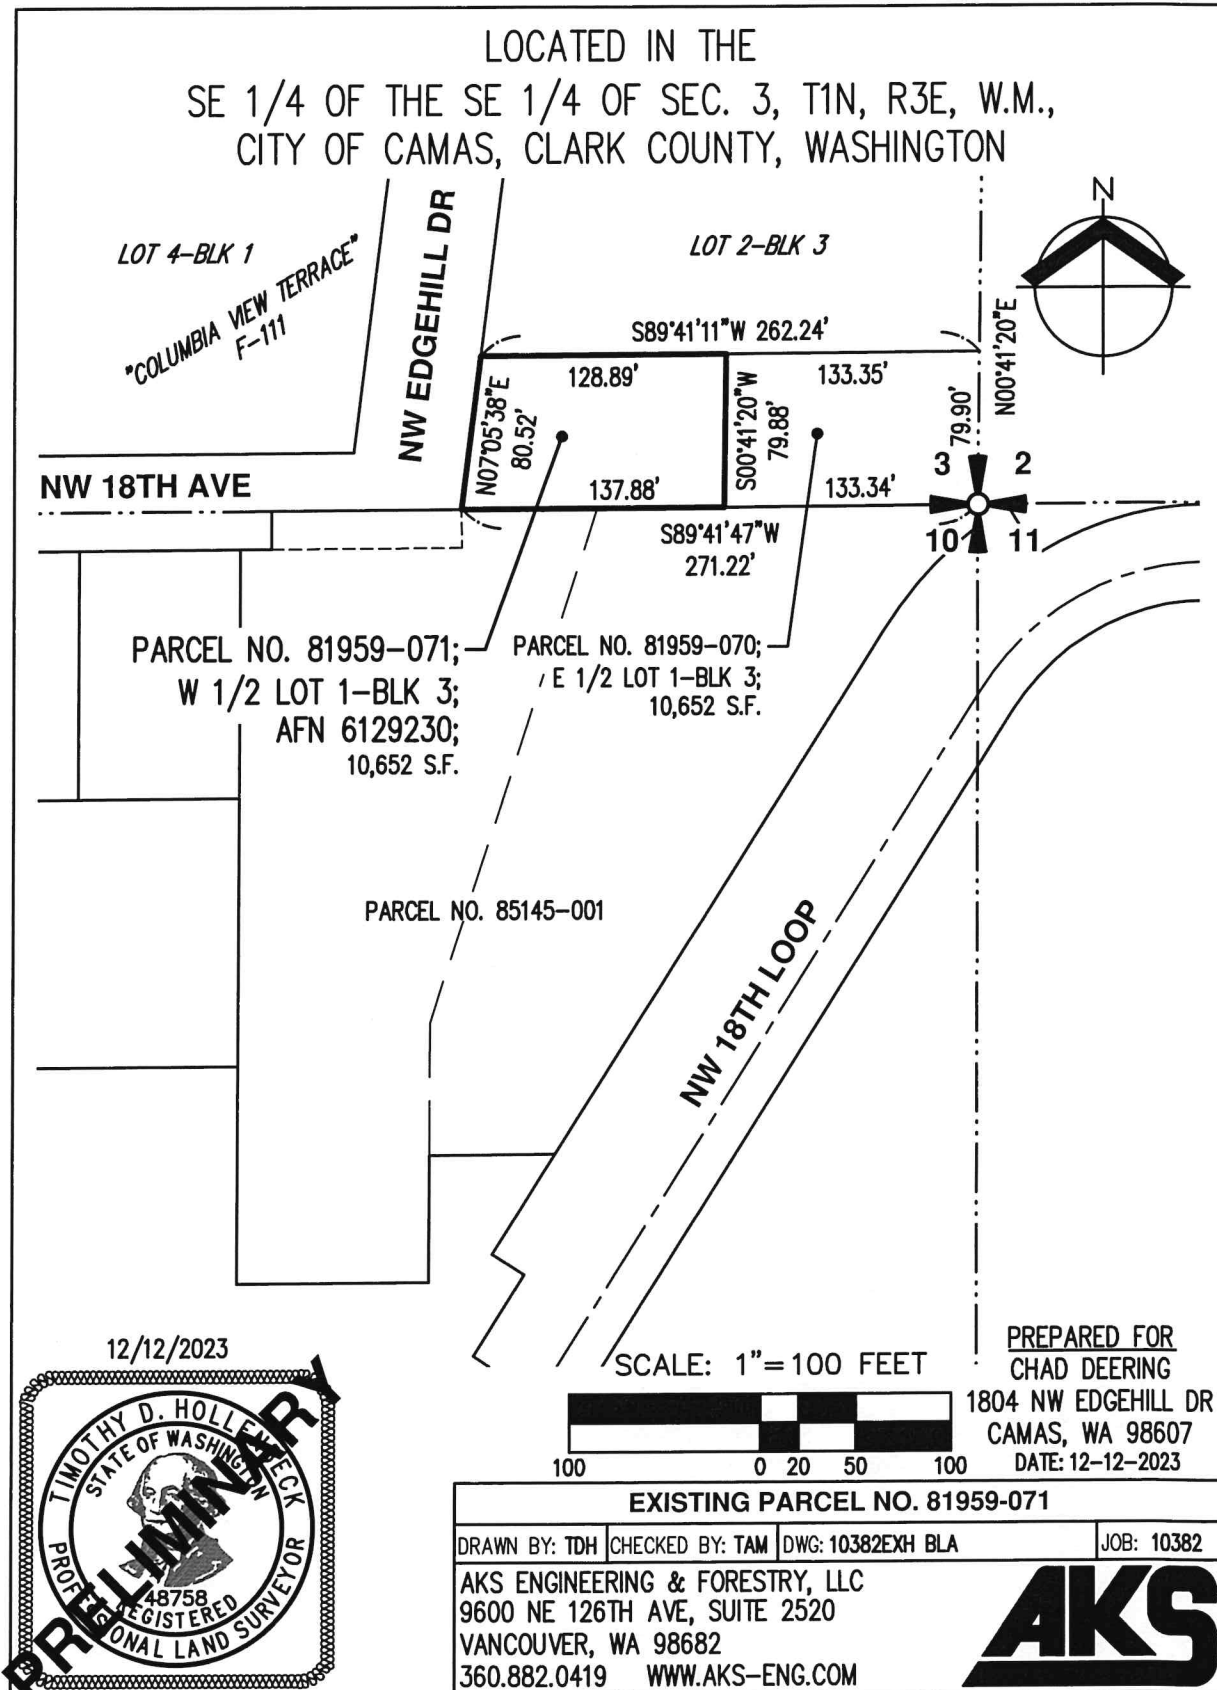 LOCATED IN THE
SE 1/4 OF THE SE 1/4 OF SEC. 3, T1N, R3E, W.M.,
CITY OF CAMAS, CLARK COUNTY, WASHINGTON
N
LOT 4-BLK 1
"COLUMBIA VIEW TERRACE"
F-111
NW EDGEHILL DR
LOT 2-BLK 3
S89°41'11"W 262.24'
N00°41'20"E
79.90'
128.89'
133.35'
N07°05'38"E
80.52'
S00°41'20"W
79.88'
NW 18TH AVE
137.88'
133.34'
3 2
10 11
S89°41'47"W
271.22'
PARCEL NO. 81959-071;
W 1/2 LOT 1-BLK 3;
AFN 6129230;
10,652 S.F.
PARCEL NO. 81959-070;
E 1/2 LOT 1-BLK 3;
10,652 S.F.
PARCEL NO. 85145-001
NW 18TH LOOP
12/12/2023
TIMOTHY D. HOLLENBECK
STATE OF WASHINGTON
48758
REGISTERED
PROFESSIONAL LAND SURVEYOR
PRELIMINARY
SCALE: 1"=100 FEET
100 0 20 50 100
PREPARED FOR
CHAD DEERING
1804 NW EDGEHILL DR
CAMAS, WA 98607
DATE: 12-12-2023
EXISTING PARCEL NO. 81959-071
DRAWN BY: TDH CHECKED BY: TAM DWG: 10382EXH BLA JOB: 10382
AKS ENGINEERING & FORESTRY, LLC
9600 NE 126TH AVE, SUITE 2520
VANCOUVER, WA 98682
360.882.0419 WWW.AKS-ENG.COM
AKS